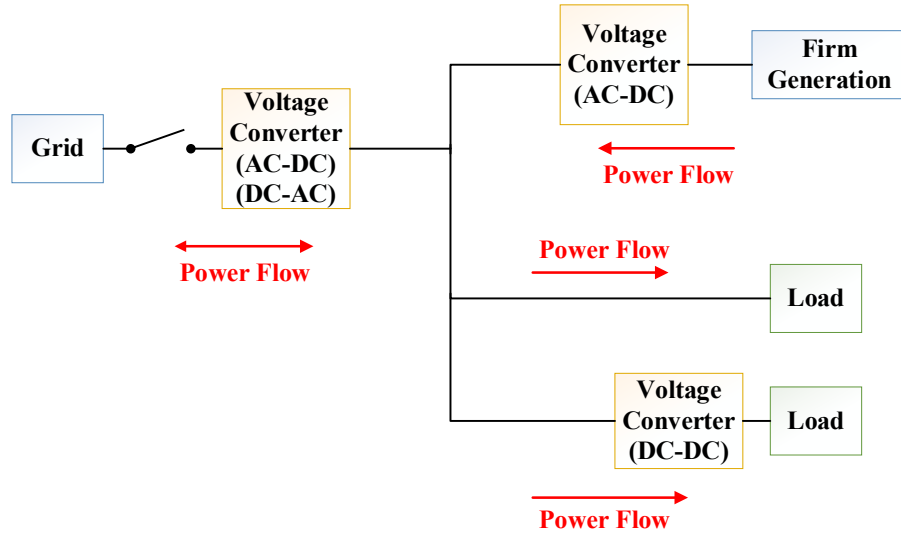 Voltage
Converter
(AC-DC)
Firm
Generation
Voltage
Converter
(AC-DC)
(DC-AC)
Grid
Power Flow
Power Flow
Power Flow
Load
Voltage
Converter
(DC-DC)
Load
Power Flow